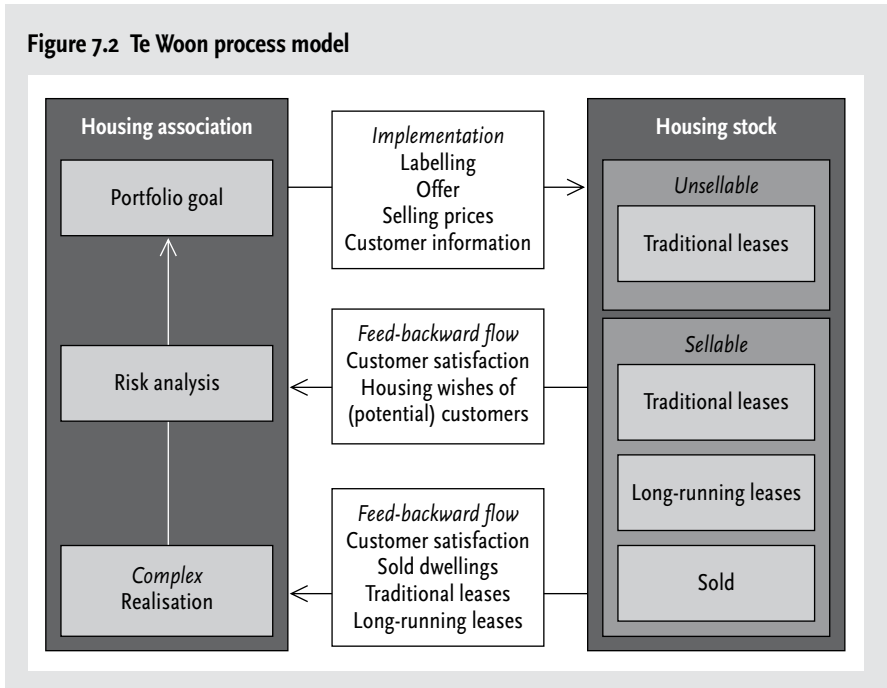 Figure 7.2 Te Woon process model
Housing association
Portfolio goal
Risk analysis
Complex
Realisation
Implementation
Labelling
Offer
Selling prices
Customer information
Feed-backward flow
Customer satisfaction
Housing wishes of
(potential) customers
Feed-backward flow
Customer satisfaction
Sold dwellings
Traditional leases
Long-running leases
Housing stock
Unsellable
Traditional leases
Sellable
Traditional leases
Long-running leases
Sold